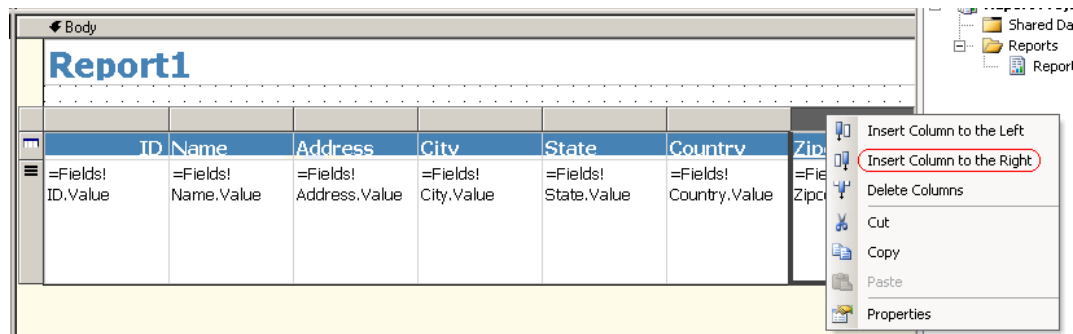 Body
Shared Da
Reports
Report1
ID Name Address City State Country
=Fields! =Fields! =Fields! =Fields! =Fields! =Fields!
ID.Value Name.Value Address.Value City.Value State.Value Country.Value
Insert Column to the Left
Insert Column to the Right
Delete Columns
Cut
Copy
Paste
Properties